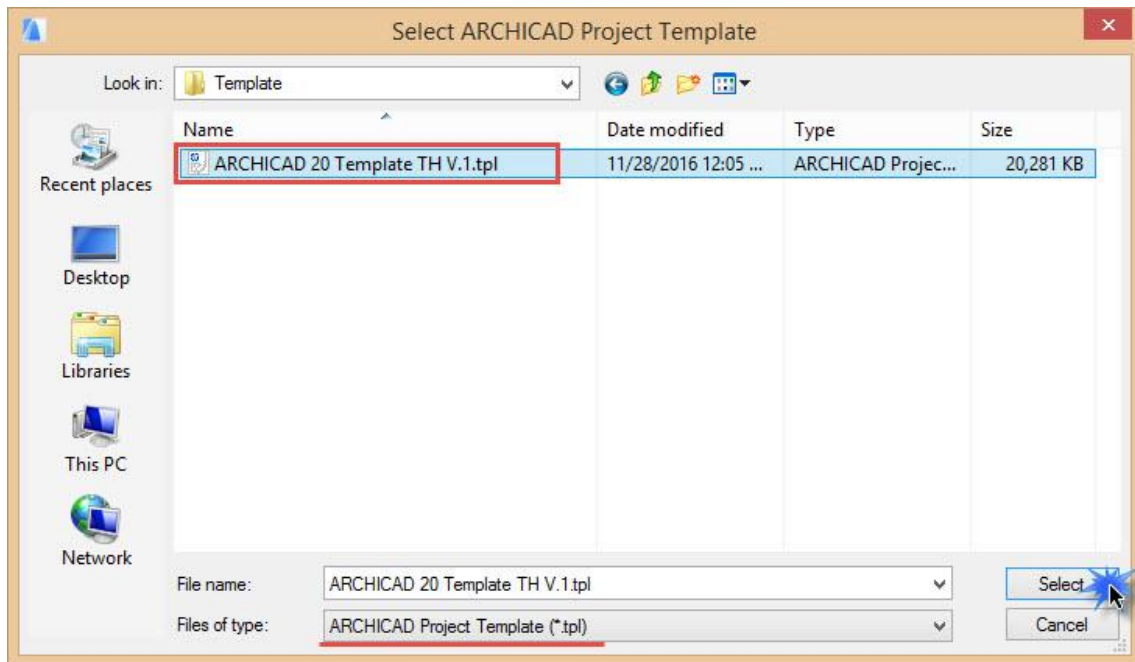 Select ARCHICAD Project Template
Look in: Template
Name Date modified Type Size
ARCHICAD 20 Template TH V.1.tpl 11/28/2016 12:05 ... ARCHICAD Projec... 20,281 KB
Recent places
Desktop
Libraries
This PC
Network
File name: ARCHICAD 20 Template TH V.1.tpl Select
Files of type: ARCHICAD Project Template (*.tpl) Cancel